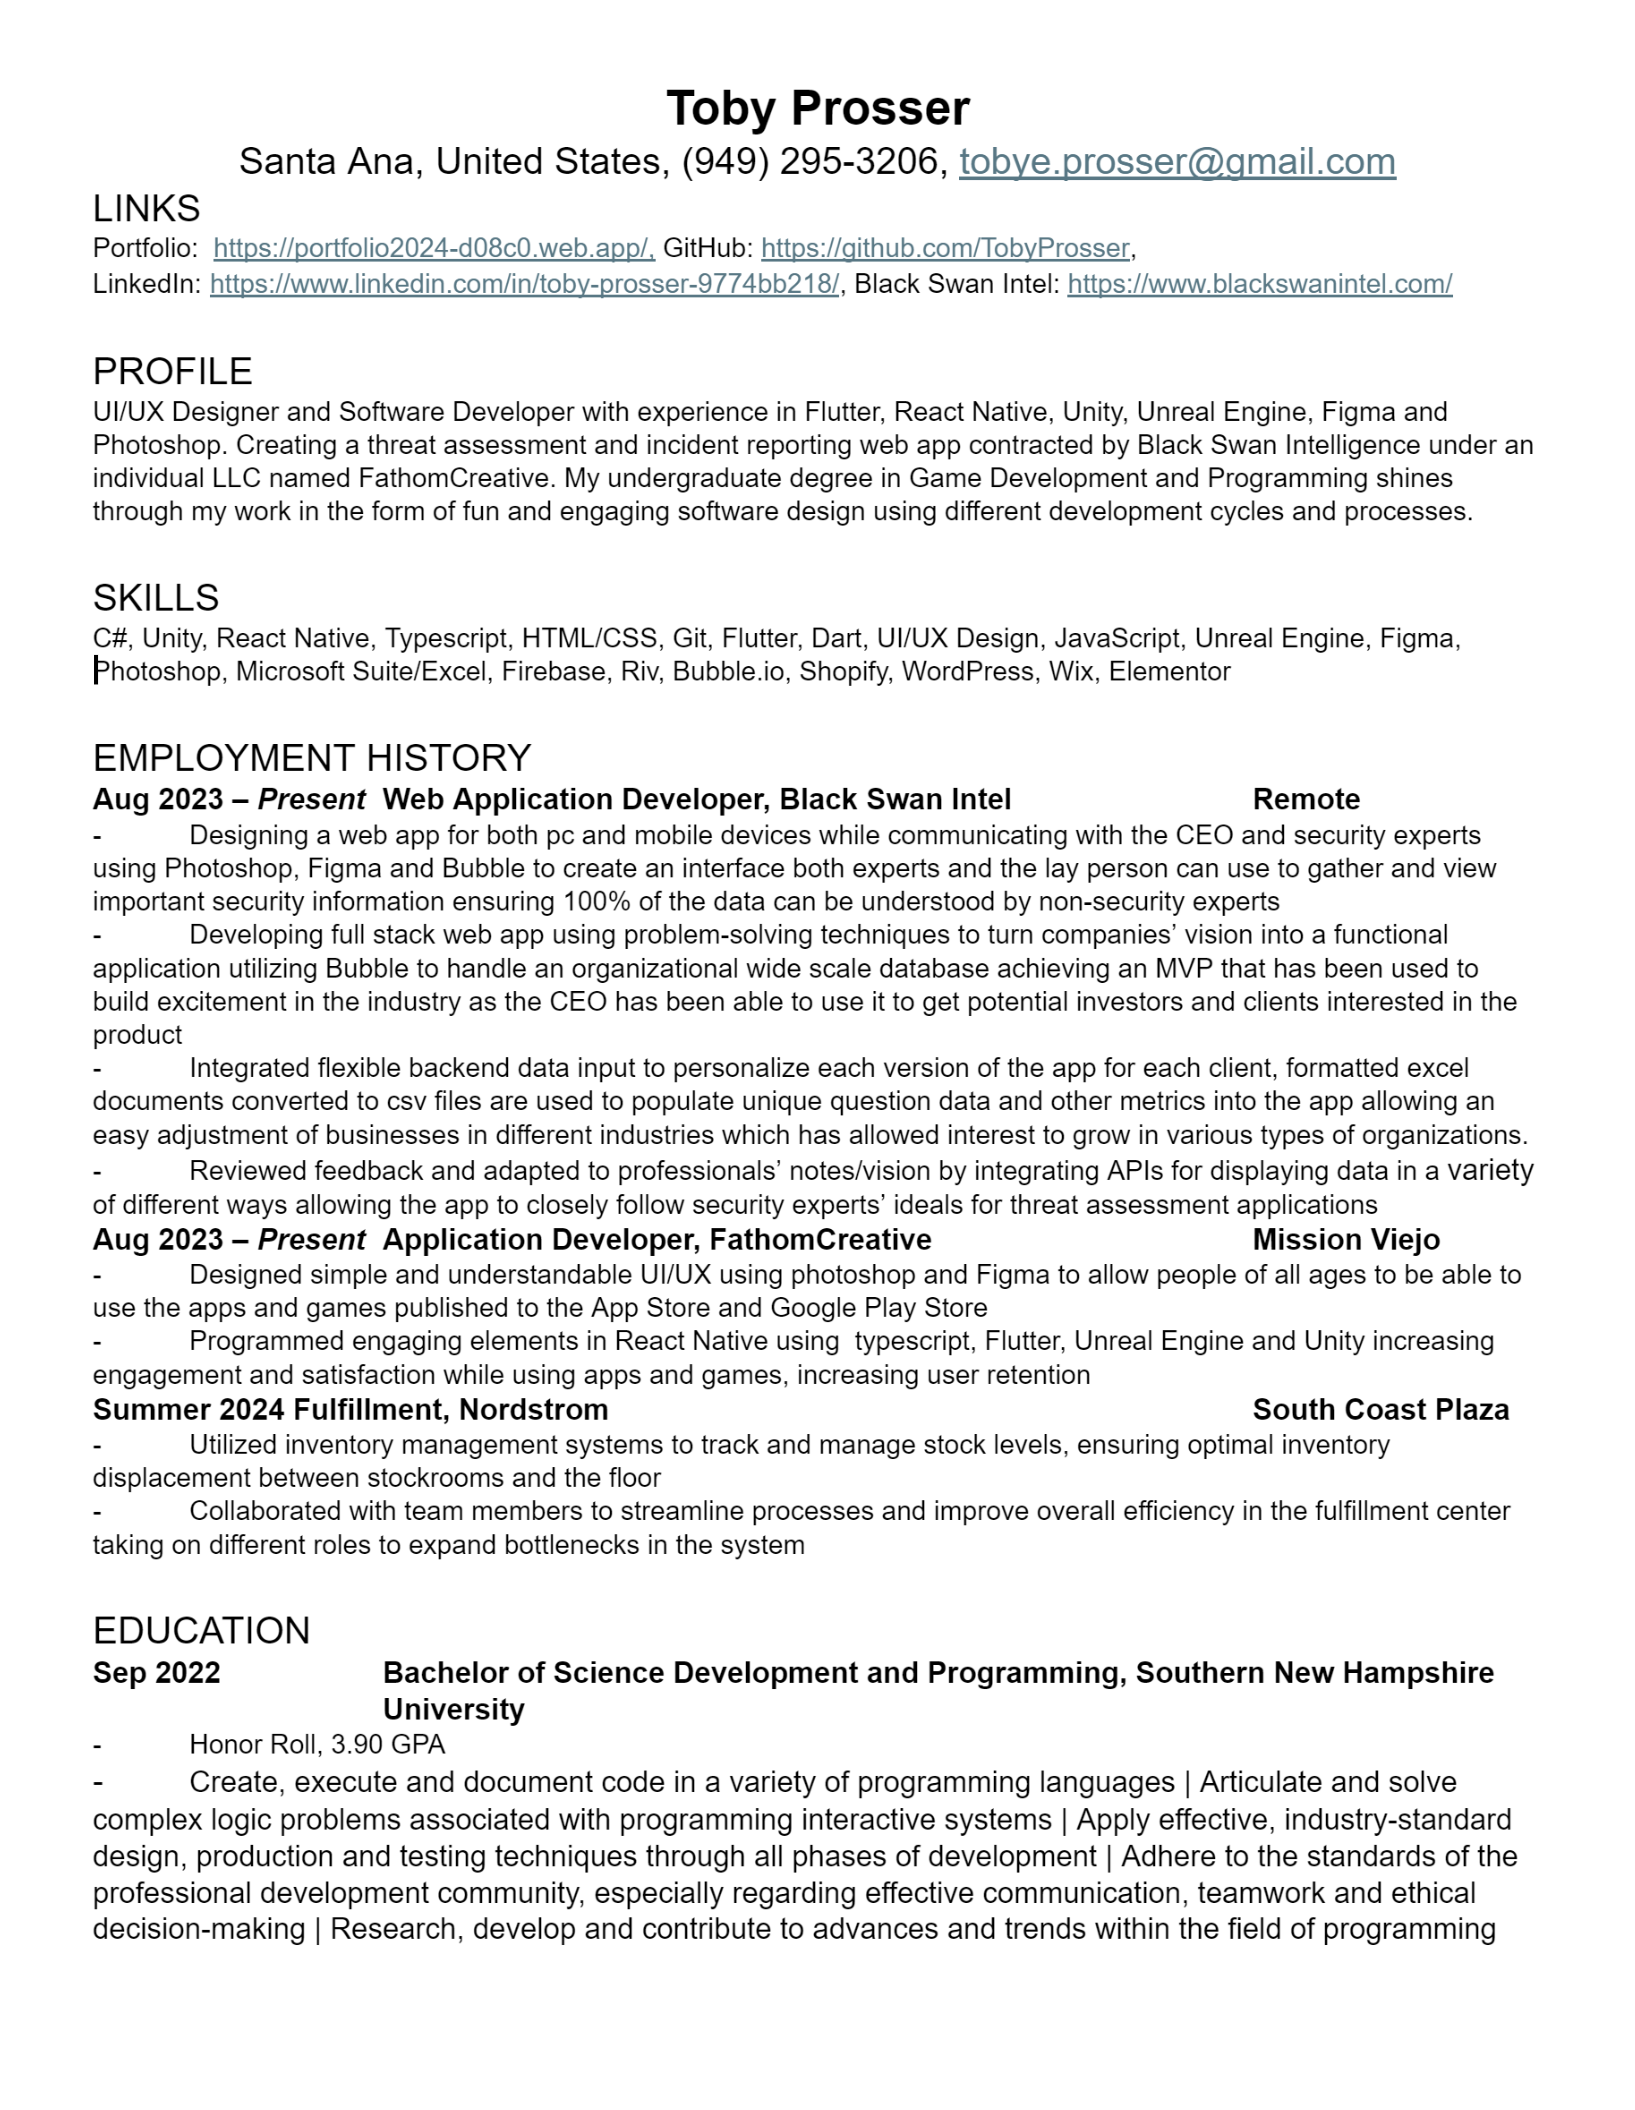 Toby Prosser
Santa Ana, United States, (949) 295-3206, tobye.prosser@gmail.com
LINKS
Portfolio:  https://portfolio2024-d08c0.web.app/, GitHub: https://github.com/TobyProsser,
LinkedIn: https://www.linkedin.com/in/toby-prosser-9774bb218/, Black Swan Intel: https://www.blackswanintel.com/
PROFILE
UI/UX Designer and Software Developer with experience in Flutter, React Native, Unity, Unreal Engine, Figma and
Photoshop. Creating a threat assessment and incident reporting web app contracted by Black Swan Intelligence under an
individual LLC named FathomCreative. My undergraduate degree in Game Development and Programming shines
through my work in the form of fun and engaging software design using different development cycles and processes.
SKILLS
C#, Unity, React Native, Typescript, HTML/CSS, Git, Flutter, Dart, UI/UX Design, JavaScript, Unreal Engine, Figma,
Photoshop, Microsoft Suite/Excel, Firebase, Riv, Bubble.io, Shopify, WordPress, Wix, Elementor
EMPLOYMENT HISTORY
Aug 2023 – Present  Web Application Developer, Black Swan Intel Remote
- Designing a web app for both pc and mobile devices while communicating with the CEO and security experts
using Photoshop, Figma and Bubble to create an interface both experts and the lay person can use to gather and view
important security information ensuring 100% of the data can be understood by non-security experts
- Developing full stack web app using problem-solving techniques to turn companies’ vision into a functional
application utilizing Bubble to handle an organizational wide scale database achieving an MVP that has been used to
build excitement in the industry as the CEO has been able to use it to get potential investors and clients interested in the
product
- Integrated flexible backend data input to personalize each version of the app for each client, formatted excel
documents converted to csv files are used to populate unique question data and other metrics into the app allowing an
easy adjustment of businesses in different industries which has allowed interest to grow in various types of organizations.
- Reviewed feedback and adapted to professionals’ notes/vision by integrating APIs for displaying data in a variety
of different ways allowing the app to closely follow security experts’ ideals for threat assessment applications
Aug 2023 – Present  Application Developer, FathomCreative Mission Viejo
- Designed simple and understandable UI/UX using photoshop and Figma to allow people of all ages to be able to
use the apps and games published to the App Store and Google Play Store
- Programmed engaging elements in React Native using  typescript, Flutter, Unreal Engine and Unity increasing
engagement and satisfaction while using apps and games, increasing user retention
Summer 2024 Fulfillment, Nordstrom South Coast Plaza
- Utilized inventory management systems to track and manage stock levels, ensuring optimal inventory
displacement between stockrooms and the floor
- Collaborated with team members to streamline processes and improve overall efficiency in the fulfillment center
taking on different roles to expand bottlenecks in the system
EDUCATION
Sep 2022 Bachelor of Science Development and Programming, Southern New Hampshire
University
- Honor Roll, 3.90 GPA
- Create, execute and document code in a variety of programming languages | Articulate and solve
complex logic problems associated with programming interactive systems | Apply effective, industry-standard
design, production and testing techniques through all phases of development | Adhere to the standards of the
professional development community, especially regarding effective communication, teamwork and ethical
decision-making | Research, develop and contribute to advances and trends within the field of programming